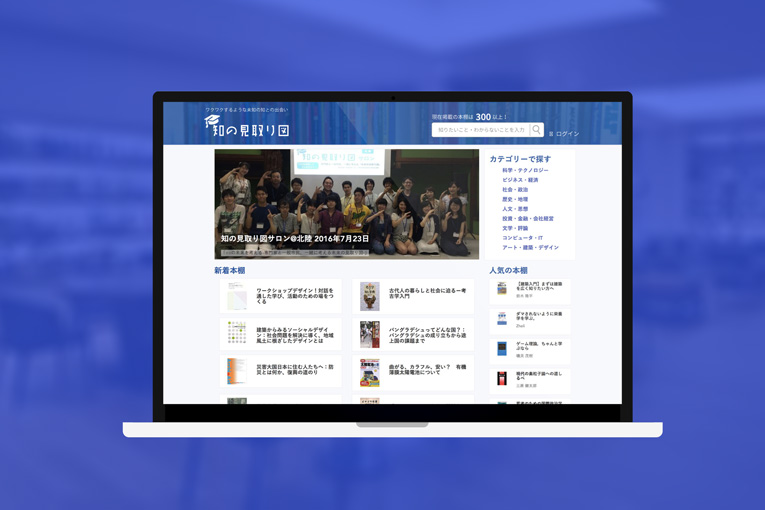 ワクワクするような未知の知との出会い
知の見取り図
現在掲載の本棚は 300 以上!
知りたいこと・わからないことを入力
ログイン
知の見取り図サロン@北陸 2016年7月23日
カテゴリーで探す
科学・テクノロジー
ビジネス・経済
社会・政治
歴史・地理
人文・思想
投資・金融・会社経営
文学・評論
コンピュータ・IT
アート・建築・デザイン
新着本棚
ワークショップデザイン！対話を
通した学び、活動のための場をつ
くる
古代人の暮らしと社会に迫るー考
古学入門
建築からみるソーシャルデザイ
ン：社会問題を解決に導く、地域
風土に根ざしたデザインとは
バングラデシュってどんな国？：
バングラデシュの成り立ちから途
上国の課題まで
災害大国日本に住む人たちへ：防
災とは何か、復興の道のり
曲がる、カラフル、安い？　有機
薄膜太陽電池について
人気の本棚
【建築入門】まずは建築
を広く知りたい方へ
ダマされないように栄養
学を学ぶ。
ゲーム理論、ちゃんと学
ぶなら
現代の素粒子論への道し
るべ